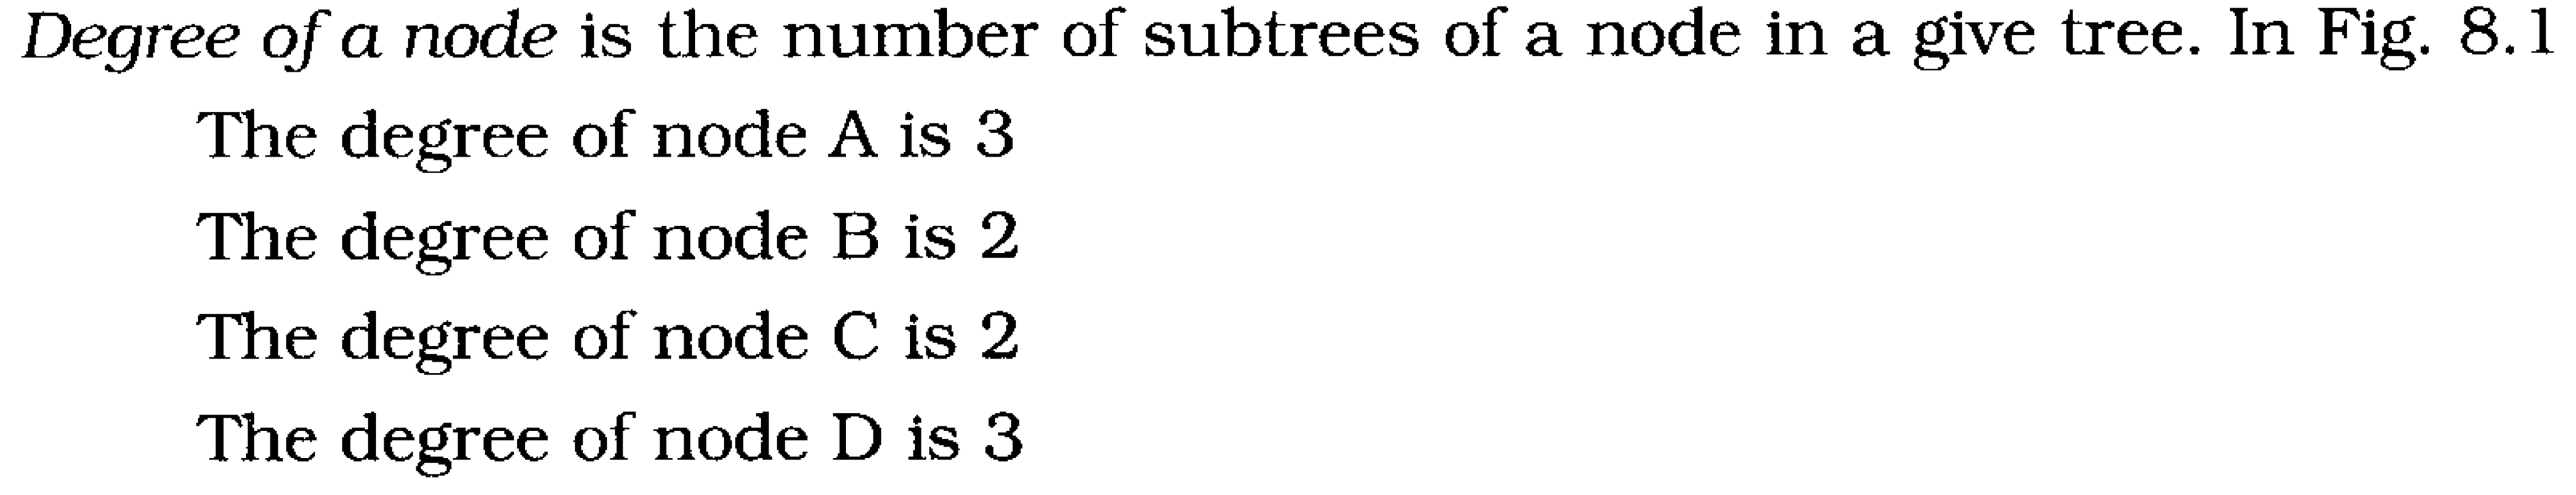 Degree of a node is the number of subtrees of a node in a give tree. In Fig. 8.1
The degree of node A is 3
The degree of node B is 2
The degree of node C is 2
The degree of node D is 3